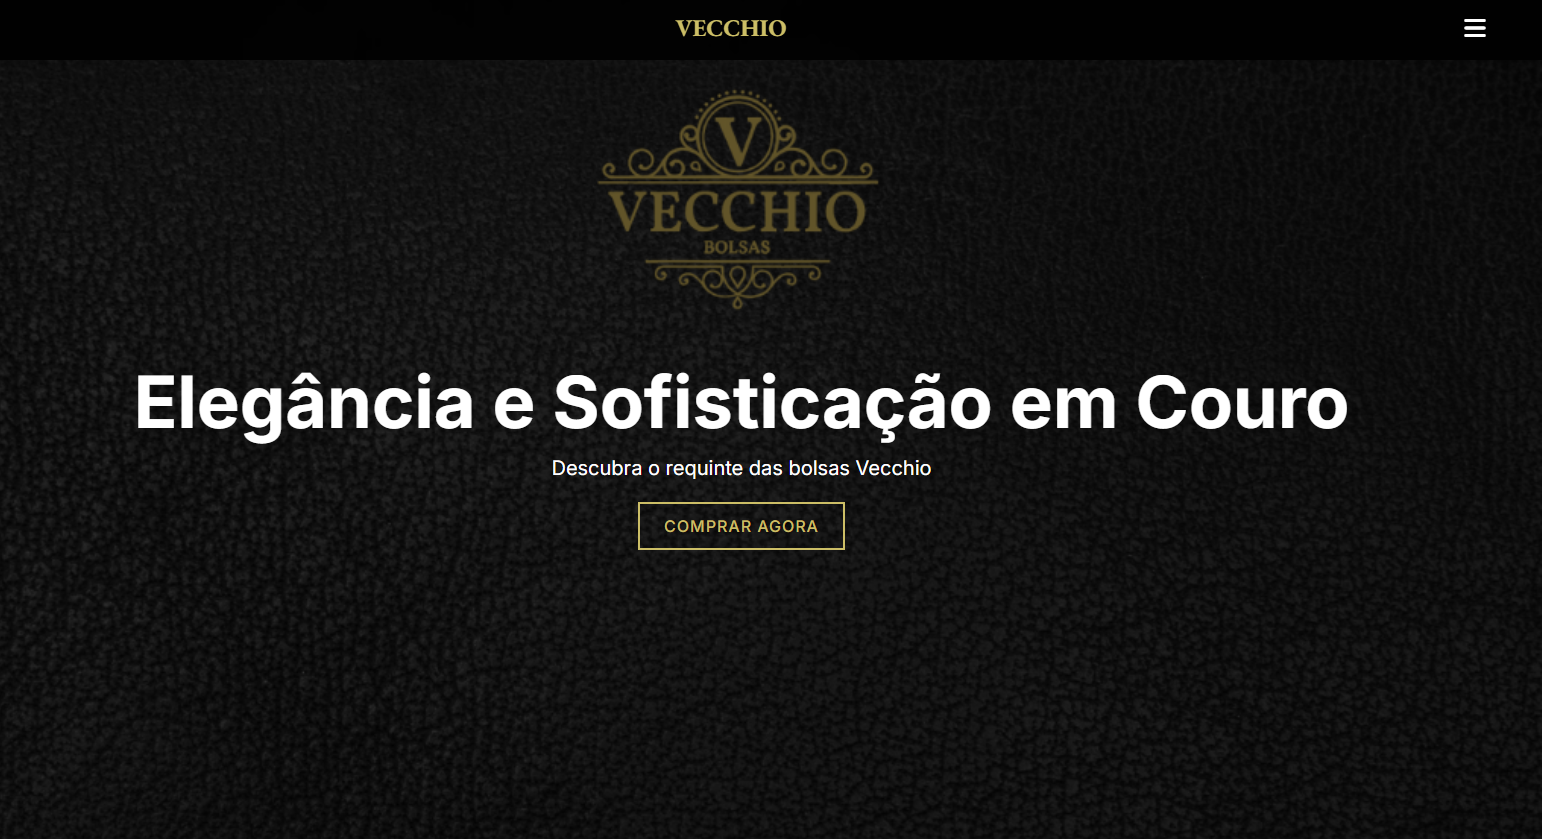 VECCHIO
V
VECCHIO
BOLSAS
Elegância e Sofisticação em Couro
Descubra o requinte das bolsas Vecchio
COMPRAR AGORA